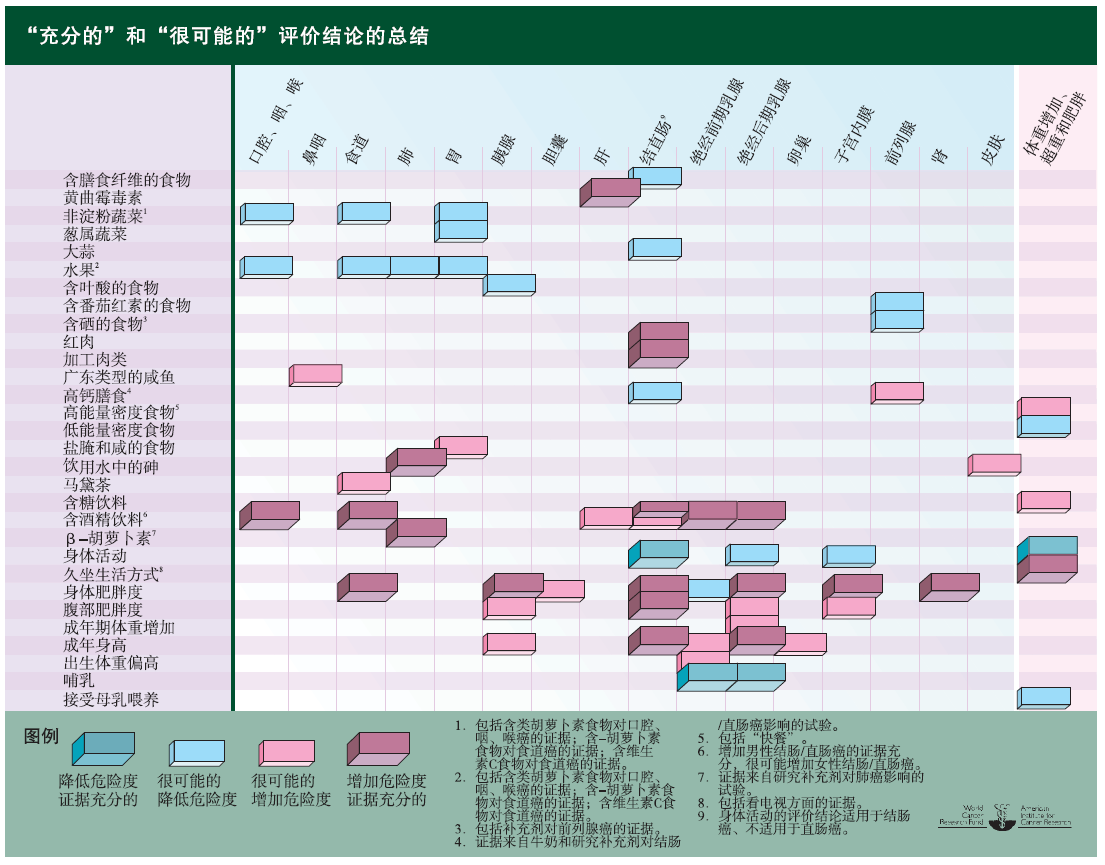 “充分的”和“很可能的”评价结论的总结
口腔、咽、喉
鼻咽
食道
肺
胃
胰腺
胆囊
肝
结直肠9
绝经前期乳腺
绝经后期乳腺
卵巢
子宫内膜
前列腺
肾
皮肤
体重增加、
超重和肥胖
含膳食纤维的食物
黄曲霉毒素
非淀粉蔬菜1
葱属蔬菜
大蒜
水果2
含叶酸的食物
含番茄红素的食物
含硒的食物3
红肉
加工肉类
广东类型的咸鱼
高钙膳食4
高能量密度食物5
低能量密度食物
盐腌和咸的食物
饮用水中的砷
马黛茶
含糖饮料
含酒精饮料6
β–胡萝卜素7
身体活动
久坐生活方式8
身体肥胖度
腹部肥胖度
成年期体重增加
成年身高
出生体重偏高
哺乳
接受母乳喂养
图例
降低危险度
证据充分的
很可能的
降低危险度
很可能的
增加危险度
增加危险度
证据充分的
1. 包括含类胡萝卜素食物对口腔、
咽、喉癌的证据；含–胡萝卜素
食物对食道癌的证据；含维生
素C食物对食道癌的证据。
2. 包括含类胡萝卜素食物对口腔、
咽、喉癌的证据；含–胡萝卜素食
物对食道癌的证据；含维生素C食
物对食道癌的证据。
3. 包括补充剂对前列腺癌的证据。
4. 证据来自牛奶和研究补充剂对结肠
/直肠癌影响的试验。
5. 包括“快餐”。
6. 增加男性结肠/直肠癌的证据充
分，很可能增加女性结肠/直肠癌。
7. 证据来自研究补充剂对肺癌影响的
试验。
8. 包括看电视方面的证据。
9. 身体活动的评价结论适用于结肠
癌、不适用于直肠癌。
World
Cancer
Research Fund
American
Institute for
Cancer Research